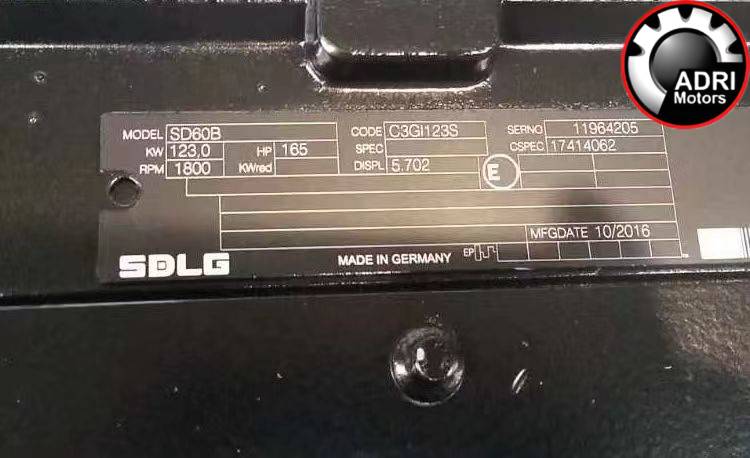 ADRI
Motors
MODEL SD60B CODE C3GI123S SERNO 11964205
KW 123,0 HP 165 SPEC CSPEC 17414062
RPM 1800 KWred DISPL 5.702 E
MFGDATE 10/2016
SDLG MADE IN GERMANY EP